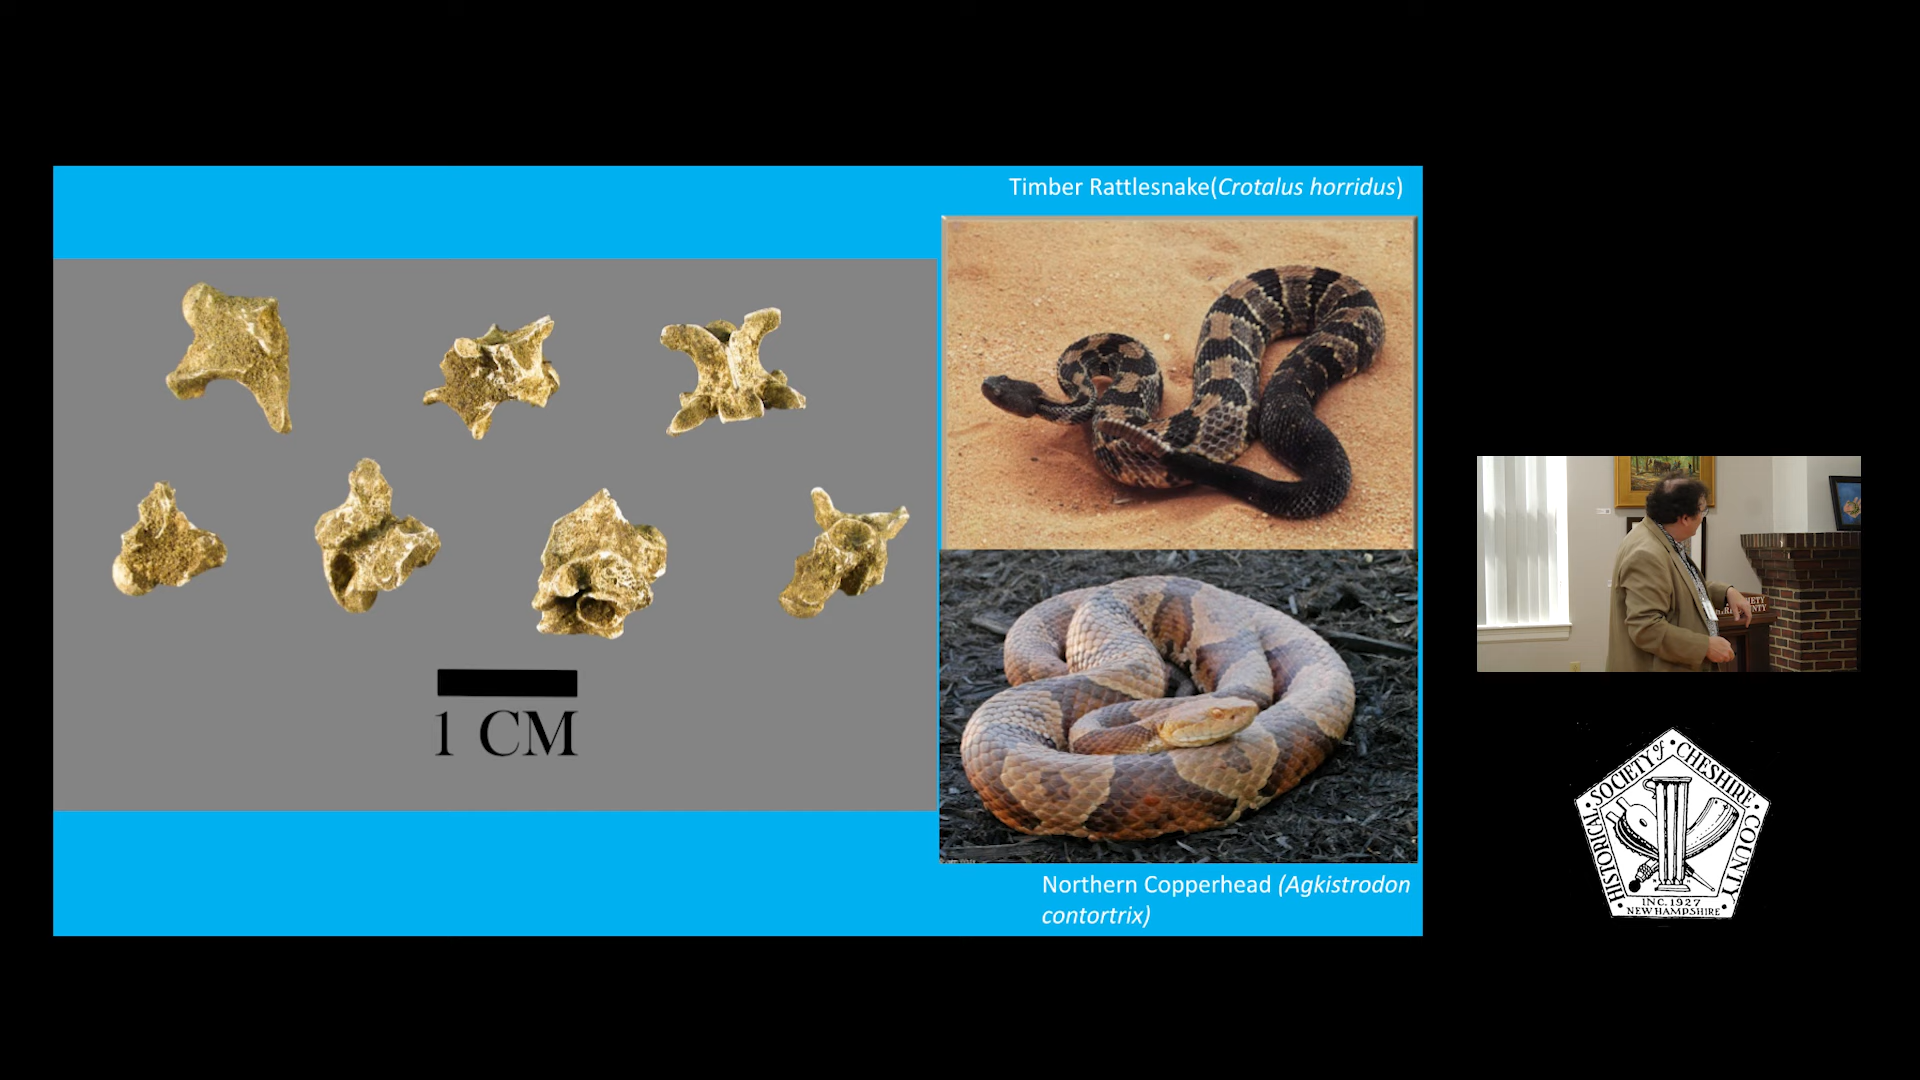 Timber Rattlesnake(Crotalus horridus)
1 CM
Northern Copperhead (Agkistrodon
contortrix)
HISTORICAL • SOCIETY of • CHESHIRE • COUNTY •
INC. 1927
NEW HAMPSHIRE